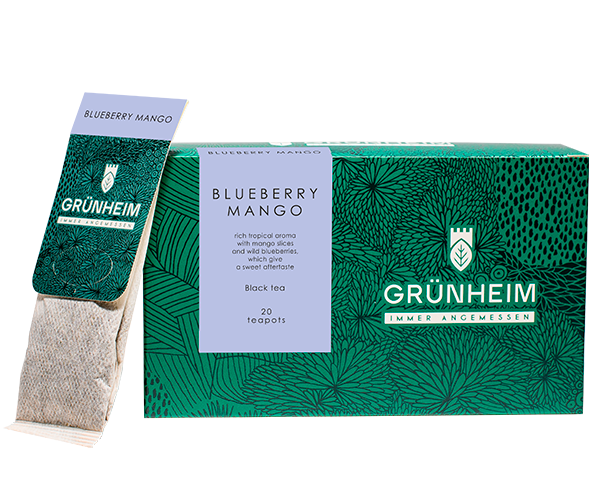 BLUEBERRY MANGO
GRÜNHEIM
IMMER ANGEMESSEN
BLUEBERRY MANGO
BLUEBERRY
MANGO
rich tropical aroma
with mango slices
and wild blueberries,
which give
a sweet aftertaste
Black tea
20
teapots
GRÜNHEIM
IMMER ANGEMESSEN